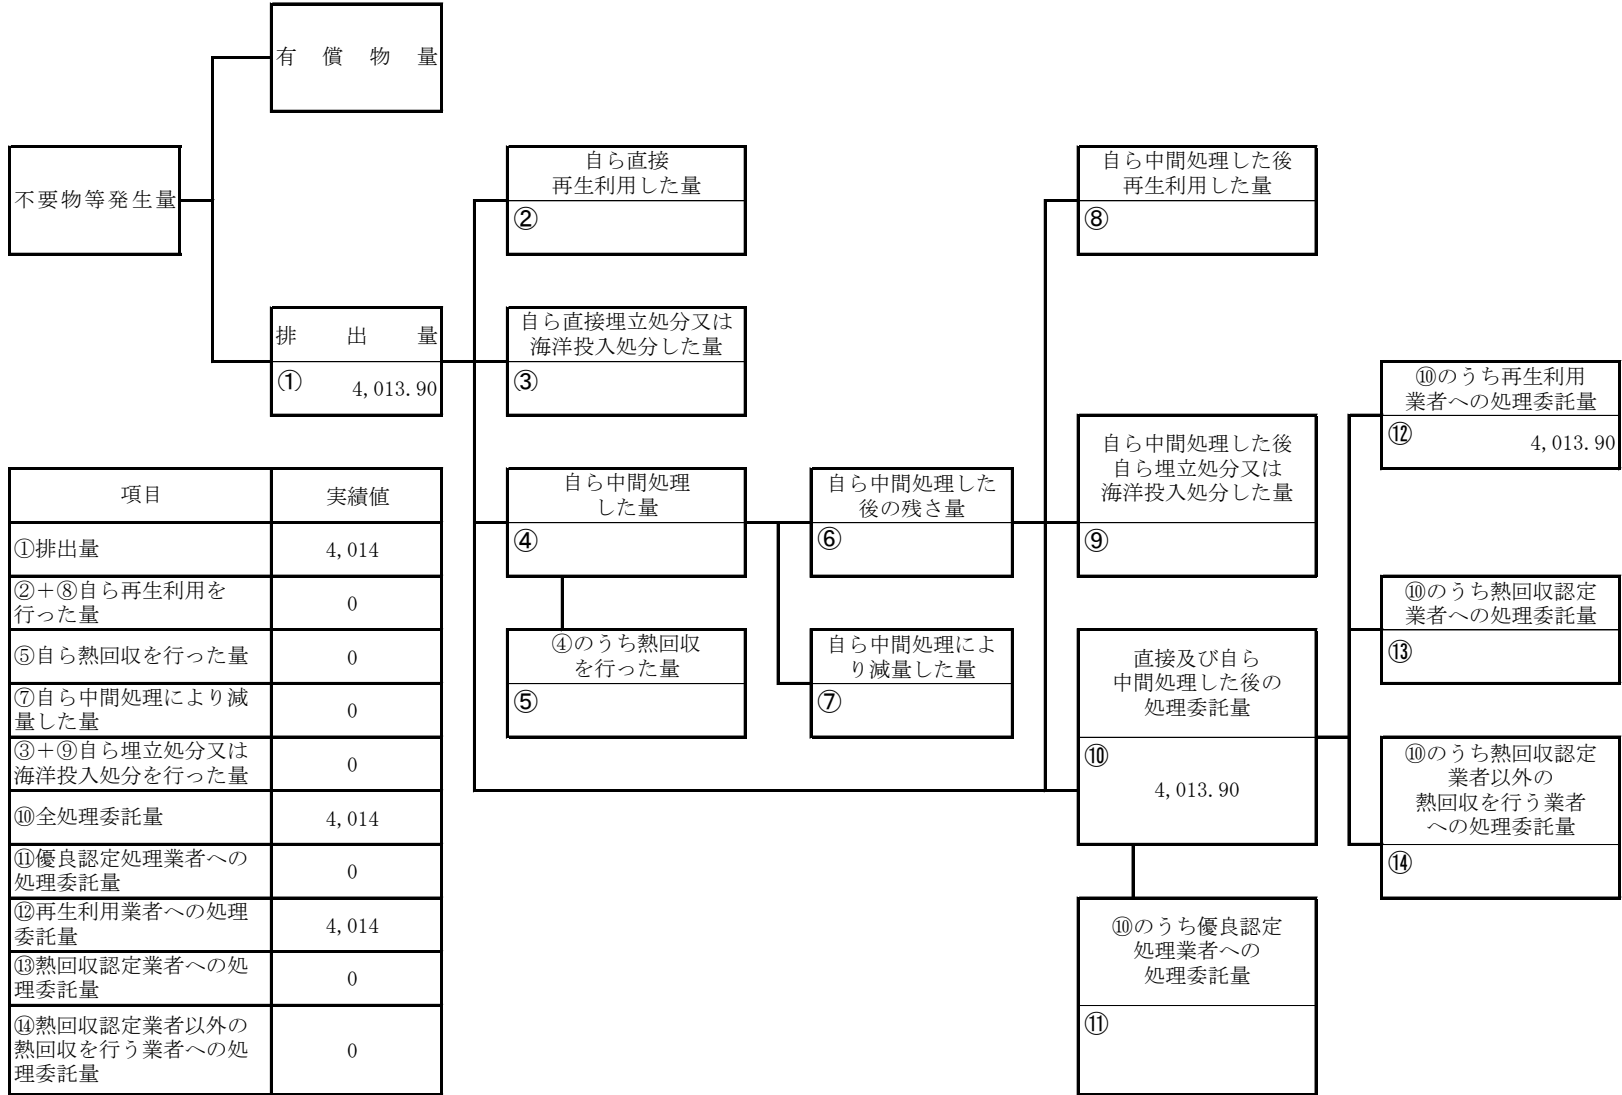 有償物量
不要物等発生量
排出量
① 4,013.90
自ら直接
再生利用した量
②
自ら直接埋立処分又は
海洋投入処分した量
③
自ら中間処理
した量
④
④のうち熱回収
を行った量
⑤
自ら中間処理した
後の残さ量
⑥
自ら中間処理によ
り減量した量
⑦
自ら中間処理した後
再生利用した量
⑧
自ら中間処理した後
自ら埋立処分又は
海洋投入処分した量
⑨
直接及び自ら
中間処理した後の
処理委託量
⑩
4,013.90
⑩のうち優良認定
処理業者への
処理委託量
⑪
⑩のうち再生利用
業者への処理委託量
⑫ 4,013.90
⑩のうち熱回収認定
業者への処理委託量
⑬
⑩のうち熱回収認定
業者以外の
熱回収を行う業者
への処理委託量
⑭
項目 実績値
①排出量 4,014
②＋⑧自ら再生利用を
行った量 0
⑤自ら熱回収を行った量 0
⑦自ら中間処理により減
量した量 0
③＋⑨自ら埋立処分又は
海洋投入処分を行った量 0
⑩全処理委託量 4,014
⑪優良認定処理業者への
処理委託量 0
⑫再生利用業者への処理
委託量 4,014
⑬熱回収認定業者への処
理委託量 0
⑭熱回収認定業者以外の
熱回収を行う業者への処
理委託量 0